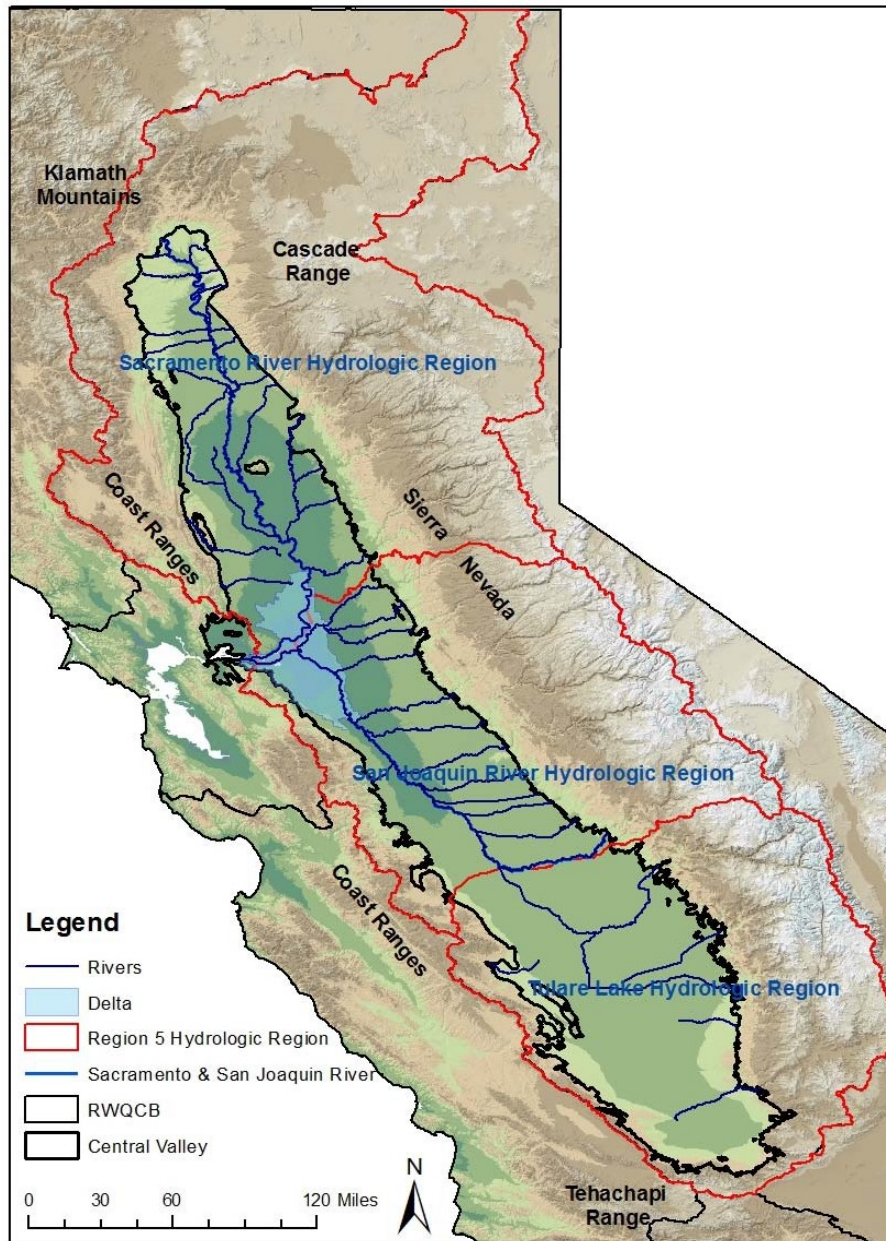 Klamath
Mountains
Cascade
Range
Sacramento River Hydrologic Region
Coast Ranges
Sierra Nevada
San Joaquin River Hydrologic Region
Coast Ranges
Tulare Lake Hydrologic Region
Tehachapi
Range
Legend
Rivers
Delta
Region 5 Hydrologic Region
Sacramento & San Joaquin River
RWQCB
Central Valley
0 30 60 120 Miles
N